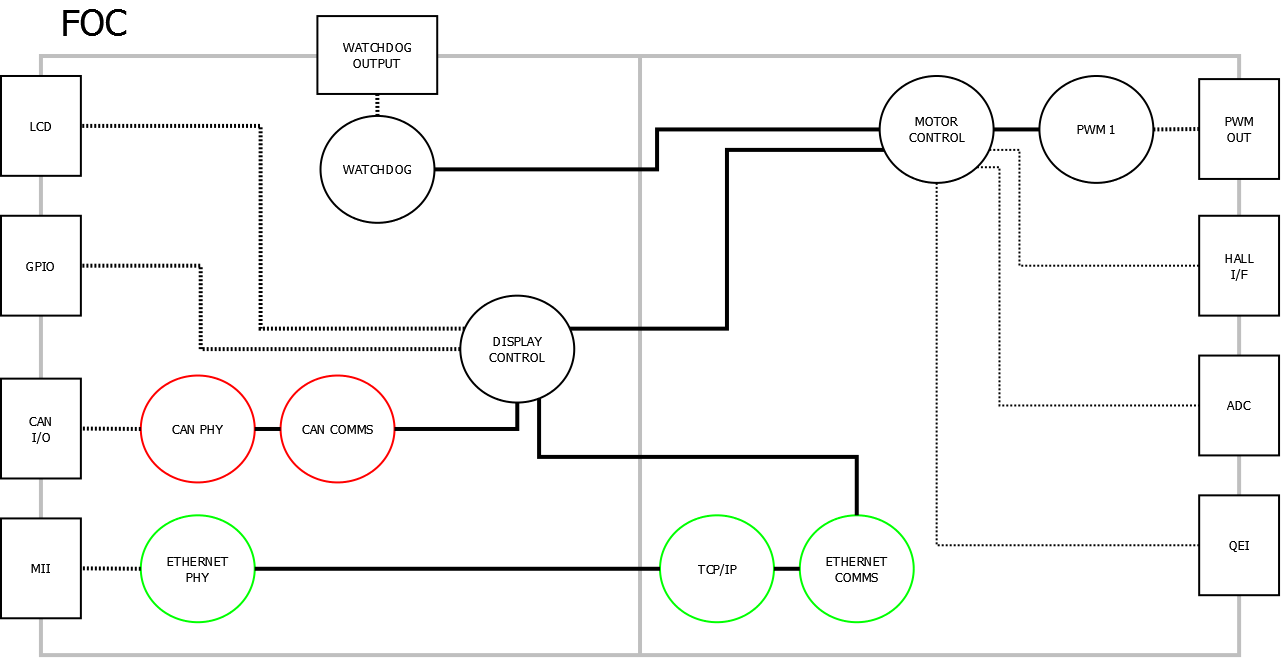 FOC
WATCHDOG
OUTPUT
LCD
WATCHDOG
MOTOR
CONTROL
PWM 1
PWM
OUT
GPIO
HALL
I/F
DISPLAY
CONTROL
CAN
I/O
CAN PHY
CAN COMMS
ADC
MII
ETHERNET
PHY
TCP/IP
ETHERNET
COMMS
QEI